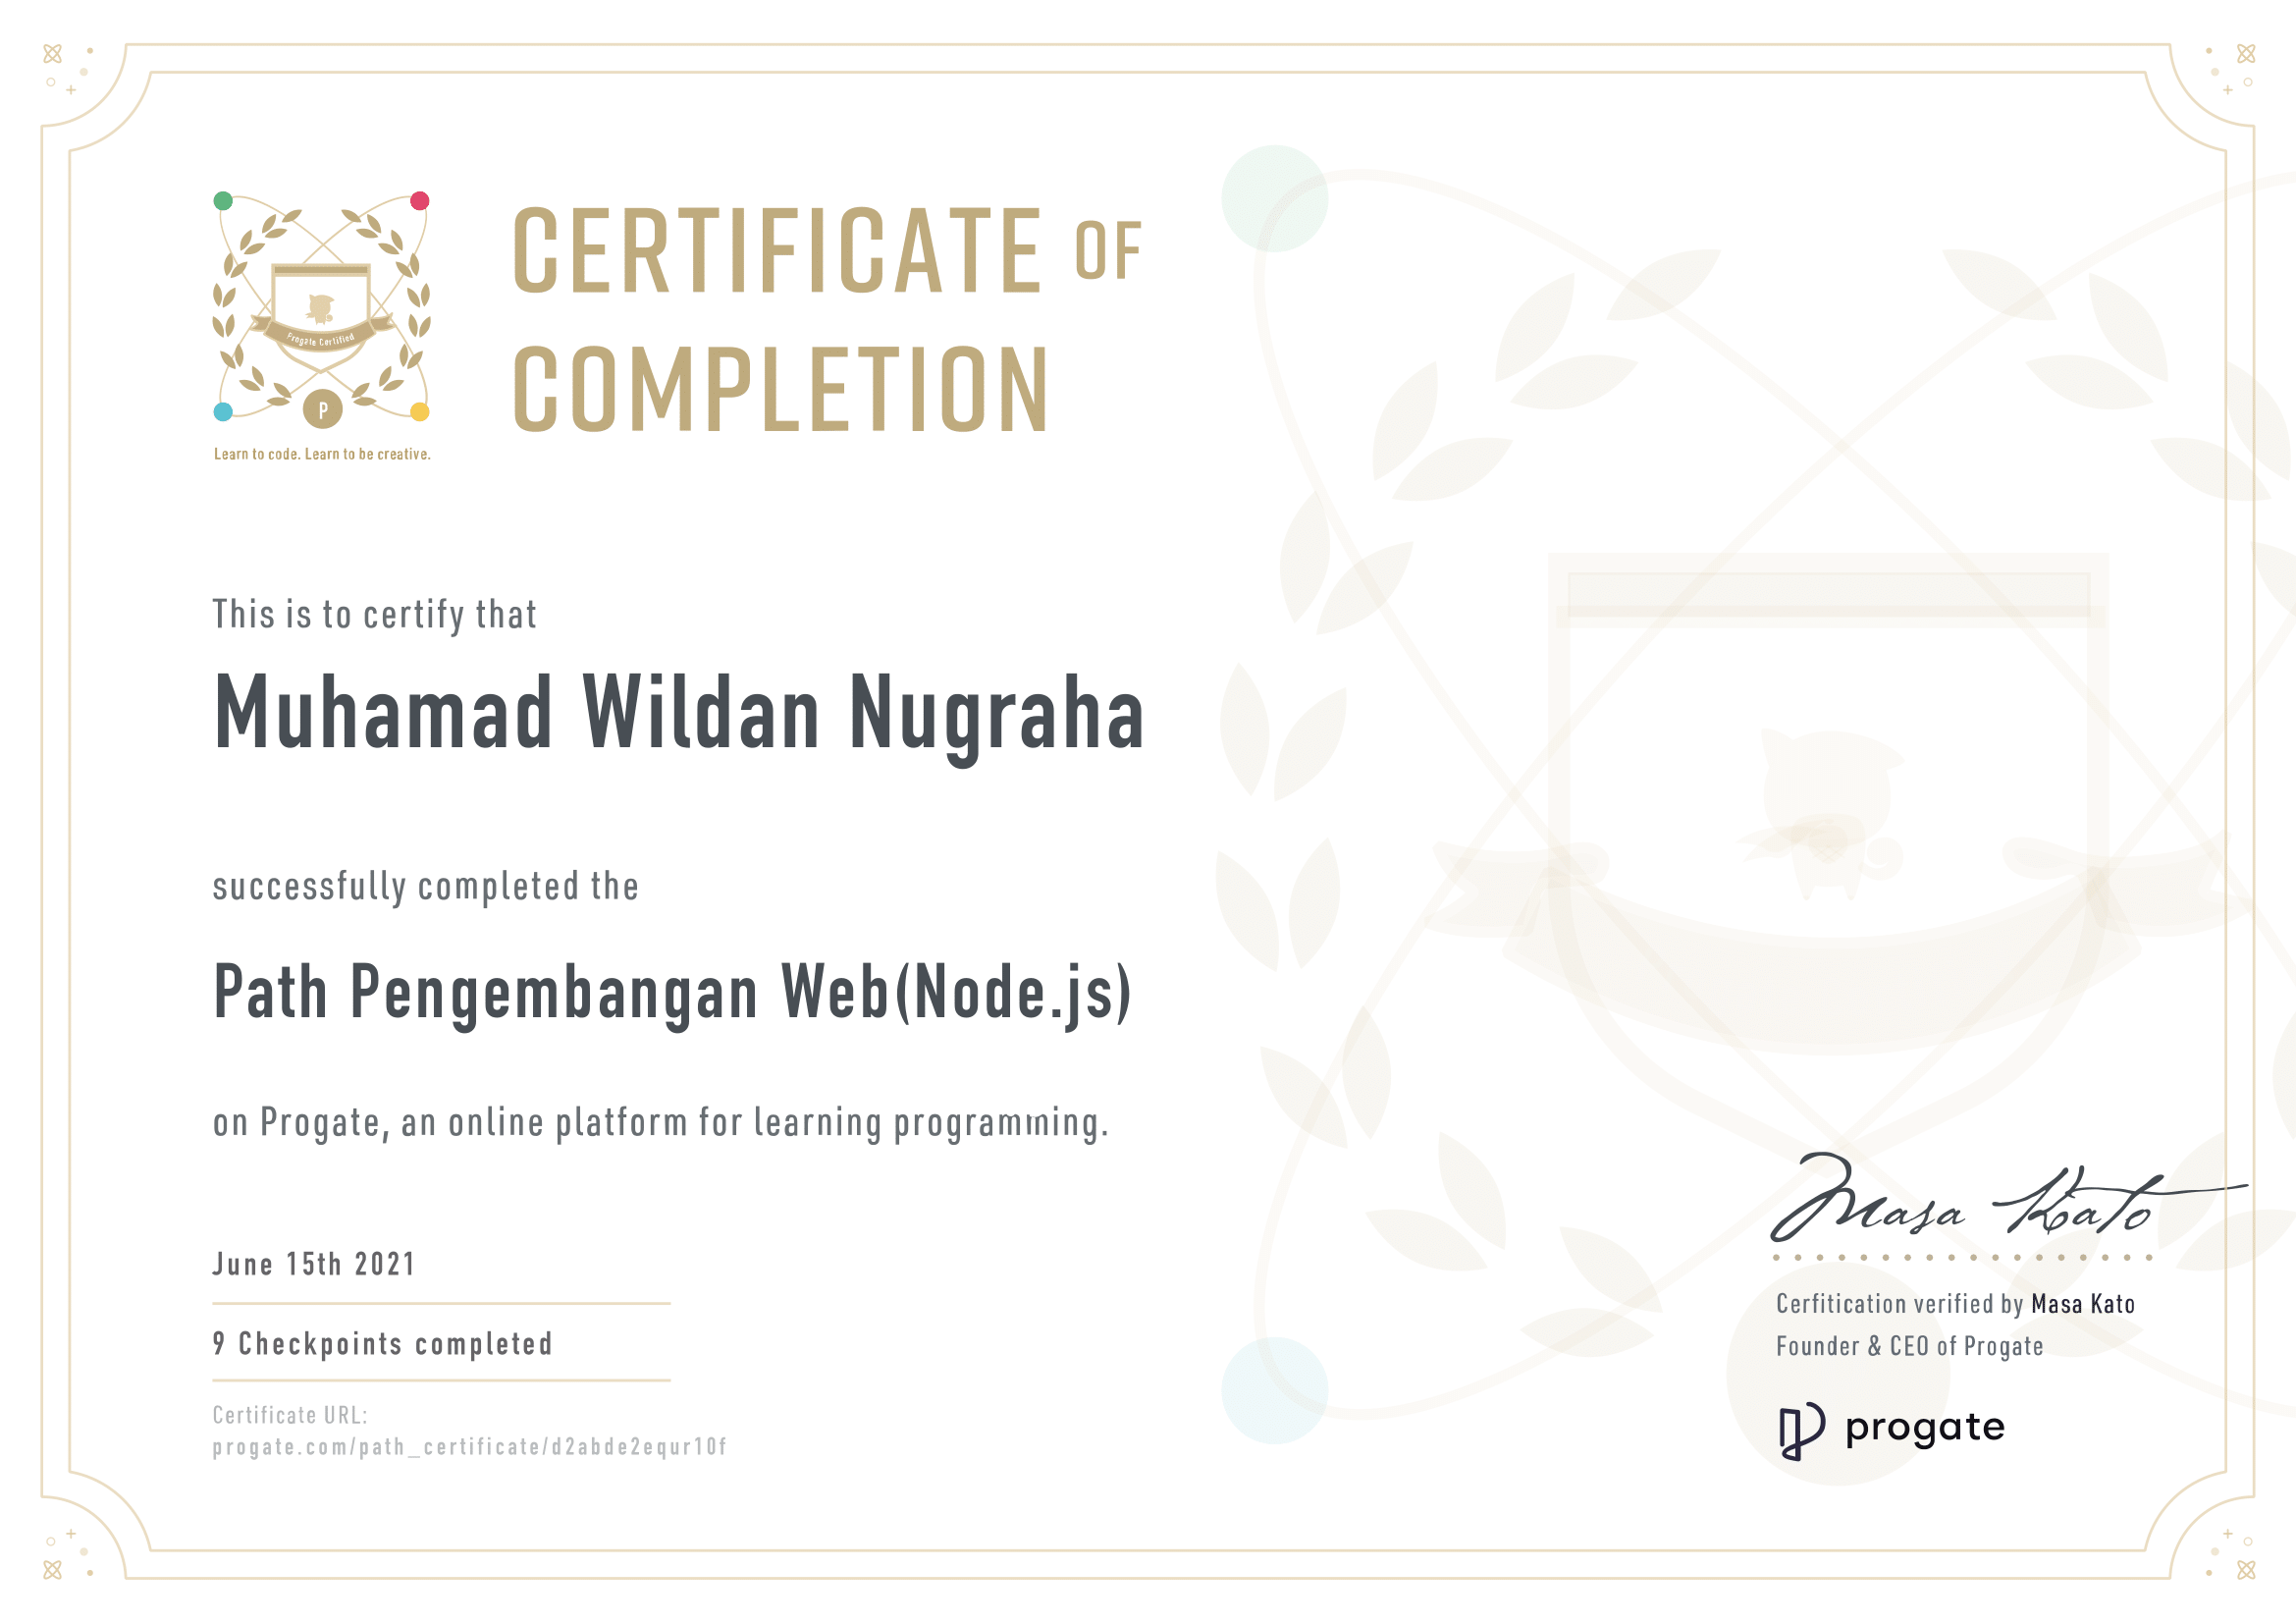 CERTIFICATE OF
COMPLETION
Progate Certified
P
Learn to code. Learn to be creative.
This is to certify that
Muhamad Wildan Nugraha
successfully completed the
Path Pengembangan Web(Node.js)
on Progate, an online platform for learning programming.
June 15th 2021
9 Checkpoints completed
Certificate URL:
progate.com/path_certificate/d2abde2equr10f
Masa Kato
Cerfitication verified by Masa Kato
Founder & CEO of Progate
progate